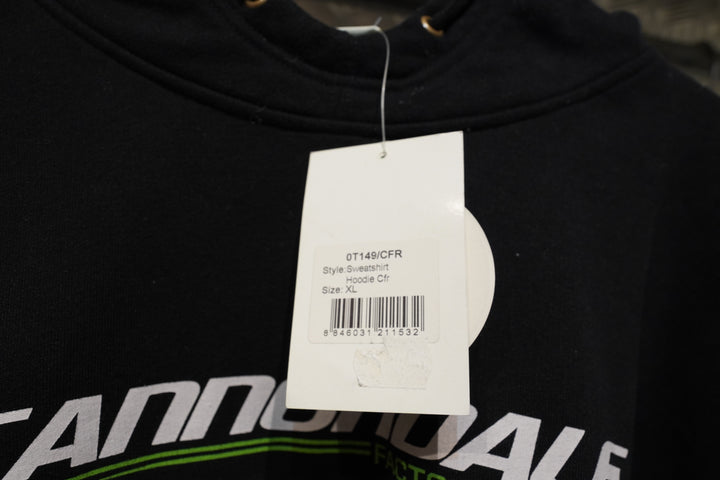 0T149/CFR
Style:Sweatshirt
Hoodie Cfr
Size: XL
8 846031 211532
CANNONDALE